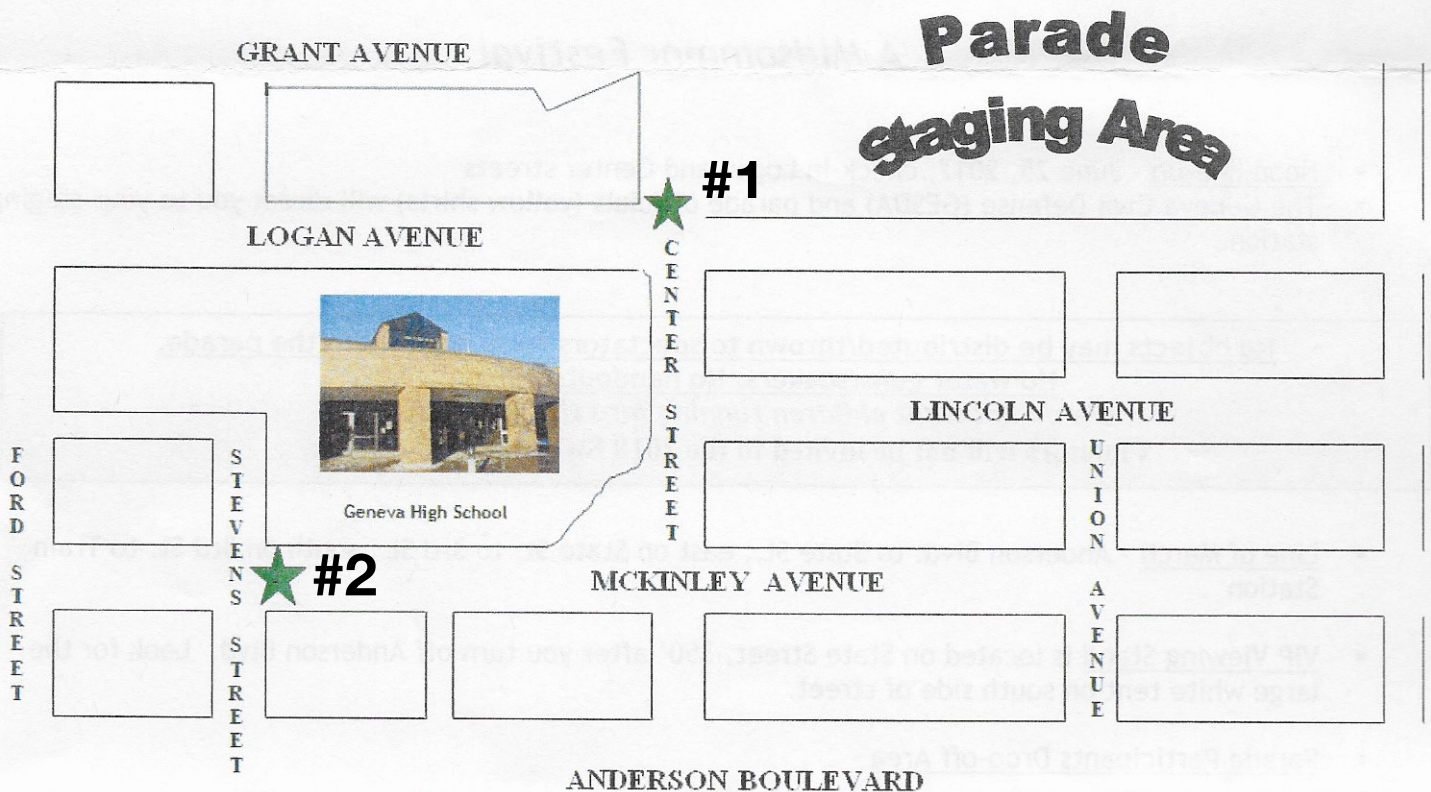 Parade
Staging Area
GRANT AVENUE
#1
LOGAN AVENUE
CENTER STREET
LINCOLN AVENUE
FORD STREET
STEVENS STREET
Geneva High School
UNION AVENUE
#2
MCKINLEY AVENUE
ANDERSON BOULEVARD